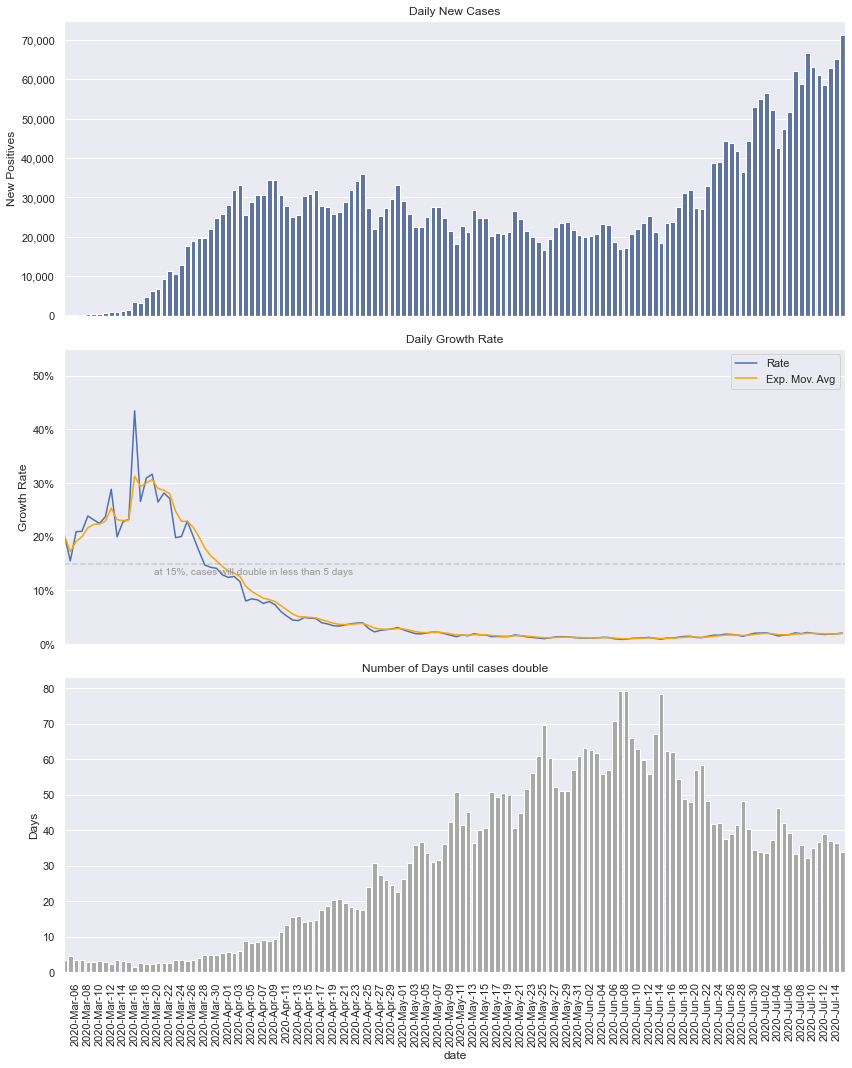 Daily New Cases
70,000
60,000
50,000
40,000
30,000
20,000
10,000
0
New Positives
Daily Growth Rate
Rate
Exp. Mov. Avg
50%
40%
30%
20%
10%
0%
Growth Rate
at 15%, cases will double in less than 5 days
Number of Days until cases double
80
70
60
50
40
30
20
10
0
Days
2020-Mar-06
2020-Mar-08
2020-Mar-10
2020-Mar-12
2020-Mar-14
2020-Mar-16
2020-Mar-18
2020-Mar-20
2020-Mar-22
2020-Mar-24
2020-Mar-26
2020-Mar-28
2020-Mar-30
2020-Apr-01
2020-Apr-03
2020-Apr-05
2020-Apr-07
2020-Apr-09
2020-Apr-11
2020-Apr-13
2020-Apr-15
2020-Apr-17
2020-Apr-19
2020-Apr-21
2020-Apr-23
2020-Apr-25
2020-Apr-27
2020-Apr-29
2020-May-01
2020-May-03
2020-May-05
2020-May-07
2020-May-09
2020-May-11
2020-May-13
2020-May-15
2020-May-17
2020-May-19
2020-May-21
2020-May-23
2020-May-25
2020-May-27
2020-May-29
2020-May-31
2020-Jun-02
2020-Jun-04
2020-Jun-06
2020-Jun-08
2020-Jun-10
2020-Jun-12
2020-Jun-14
2020-Jun-16
2020-Jun-18
2020-Jun-20
2020-Jun-22
2020-Jun-24
2020-Jun-26
2020-Jun-28
2020-Jun-30
2020-Jul-02
2020-Jul-04
2020-Jul-06
2020-Jul-08
2020-Jul-10
2020-Jul-12
2020-Jul-14
date